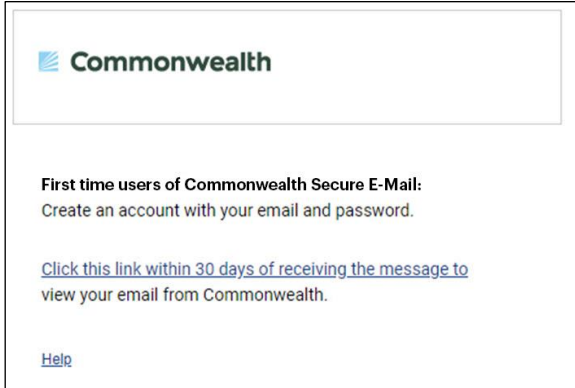 Commonwealth
First time users of Commonwealth Secure E-Mail:
Create an account with your email and password.
Click this link within 30 days of receiving the message to
view your email from Commonwealth.
Help